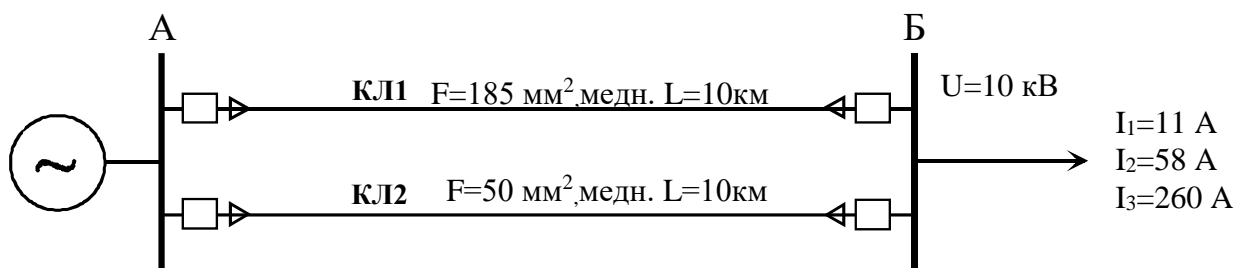 А
Б
КЛ1 F=185 мм²,медн. L=10км
U=10 кВ
I₁=11 А
I₂=58 А
I₃=260 А
КЛ2 F=50 мм²,медн. L=10км
~